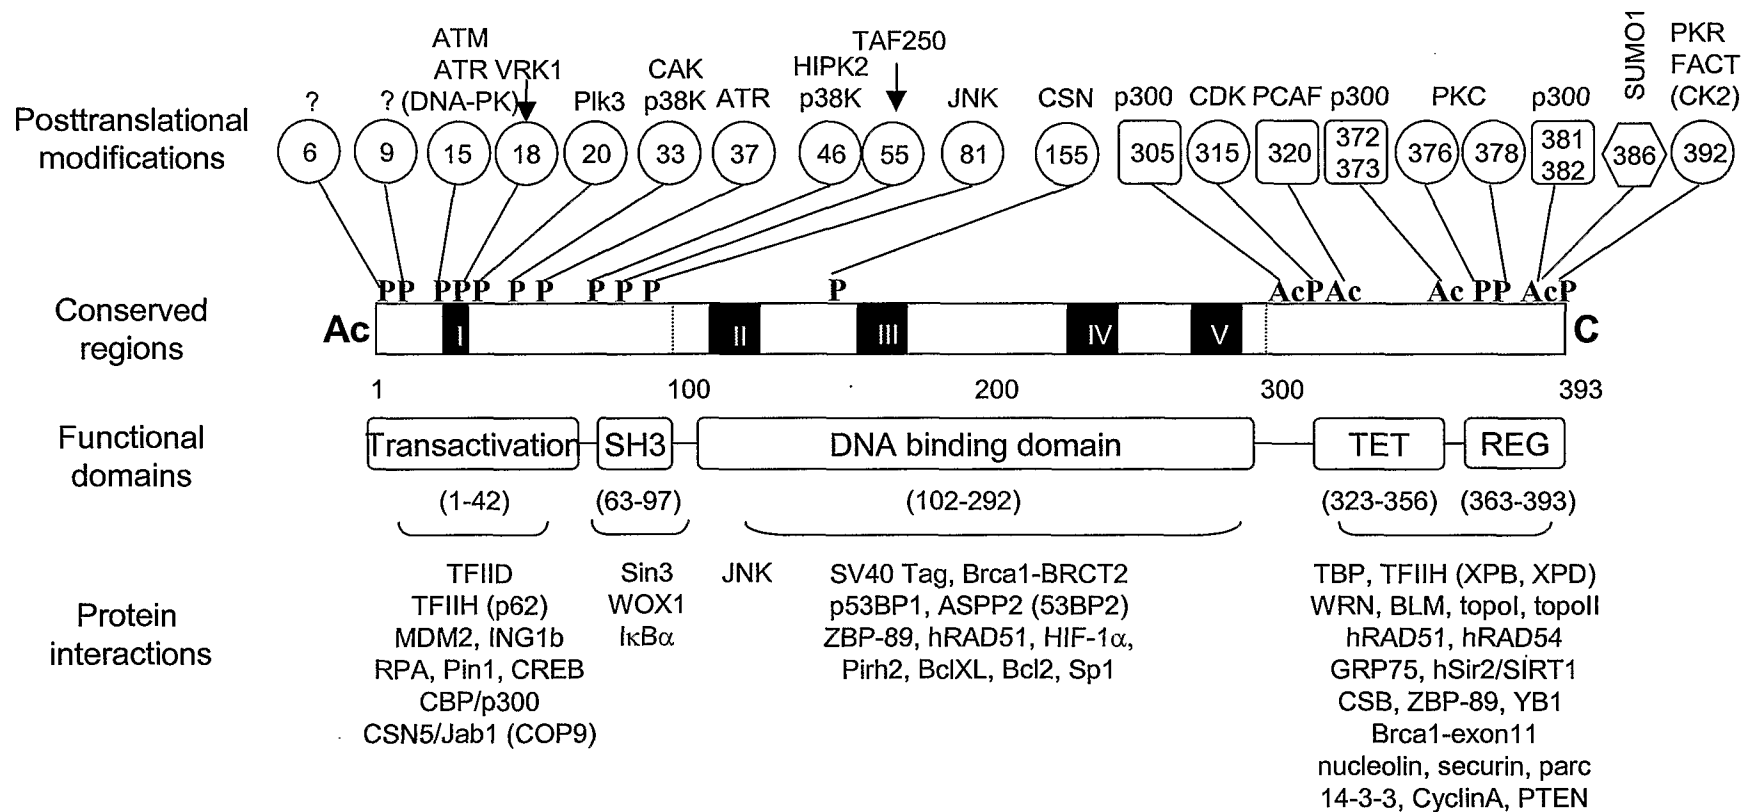 ATM
TAF250
SUMO1
PKR
ATR VRK1
CAK
HIPK2
FACT
? ? (DNA-PK) Plk3 p38K ATR p38K JNK CSN p300 CDK PCAF p300 PKC p300 (CK2)
Posttranslational
modifications
6 9 15 18 20 33 37 46 55 81 155 305 315 320 372 373 376 378 381 382 386 392
PP PPP P P P P P P AcPAc Ac PP AcP
Conserved
regions
Ac I II III IV V C
1 100 200 300 393
Functional
domains
Transactivation SH3 DNA binding domain TET REG
(1-42) (63-97) (102-292) (323-356) (363-393)
Protein
interactions
TFIID
TFIIH (p62)
MDM2, ING1b
RPA, Pin1, CREB
CBP/p300
CSN5/Jab1 (COP9)
Sin3
WOX1
IκBα
JNK
SV40 Tag, Brca1-BRCT2
p53BP1, ASPP2 (53BP2)
ZBP-89, hRAD51, HIF-1α,
Pirh2, BclXL, Bcl2, Sp1
TBP, TFIIH (XPB, XPD)
WRN, BLM, topoI, topoII
hRAD51, hRAD54
GRP75, hSir2/SIRT1
CSB, ZBP-89, YB1
Brca1-exon11
nucleolin, securin, parc
14-3-3, CyclinA, PTEN